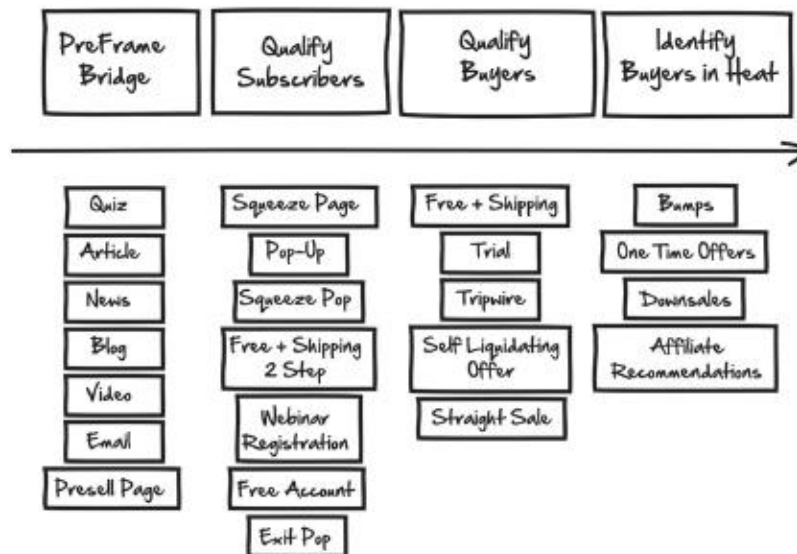 PreFrame
Bridge
Qualify
Subscribers
Qualify
Buyers
Identify
Buyers in Heat
Quiz
Article
News
Blog
Video
Email
Presell Page
Squeeze Page
Pop-Up
Squeeze Pop
Free + Shipping
2 Step
Webinar
Registration
Free Account
Exit Pop
Free + Shipping
Trial
Tripwire
Self Liquidating
Offer
Straight Sale
Bumps
One Time Offers
Downsales
Affiliate
Recommendations